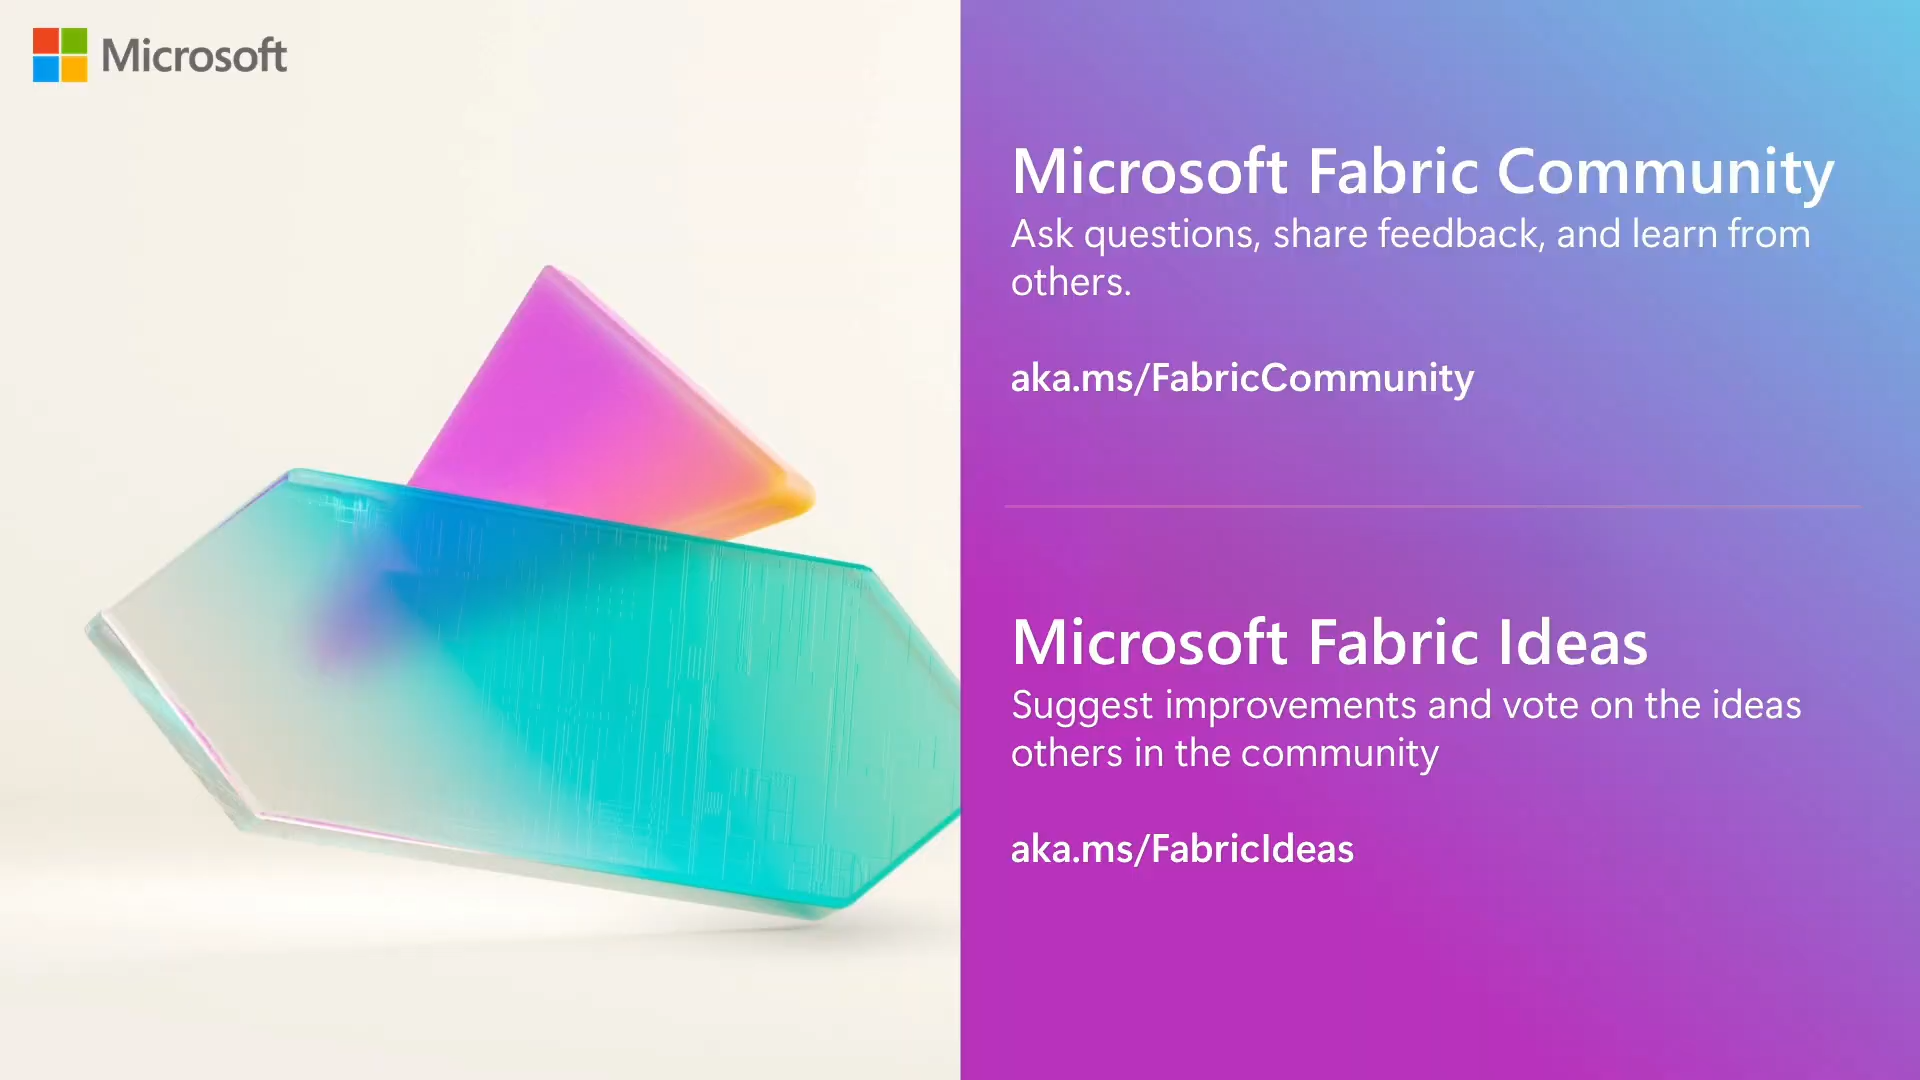 Microsoft
Microsoft Fabric Community
Ask questions, share feedback, and learn from
others.
aka.ms/FabricCommunity
Microsoft Fabric Ideas
Suggest improvements and vote on the ideas
others in the community
aka.ms/FabricIdeas